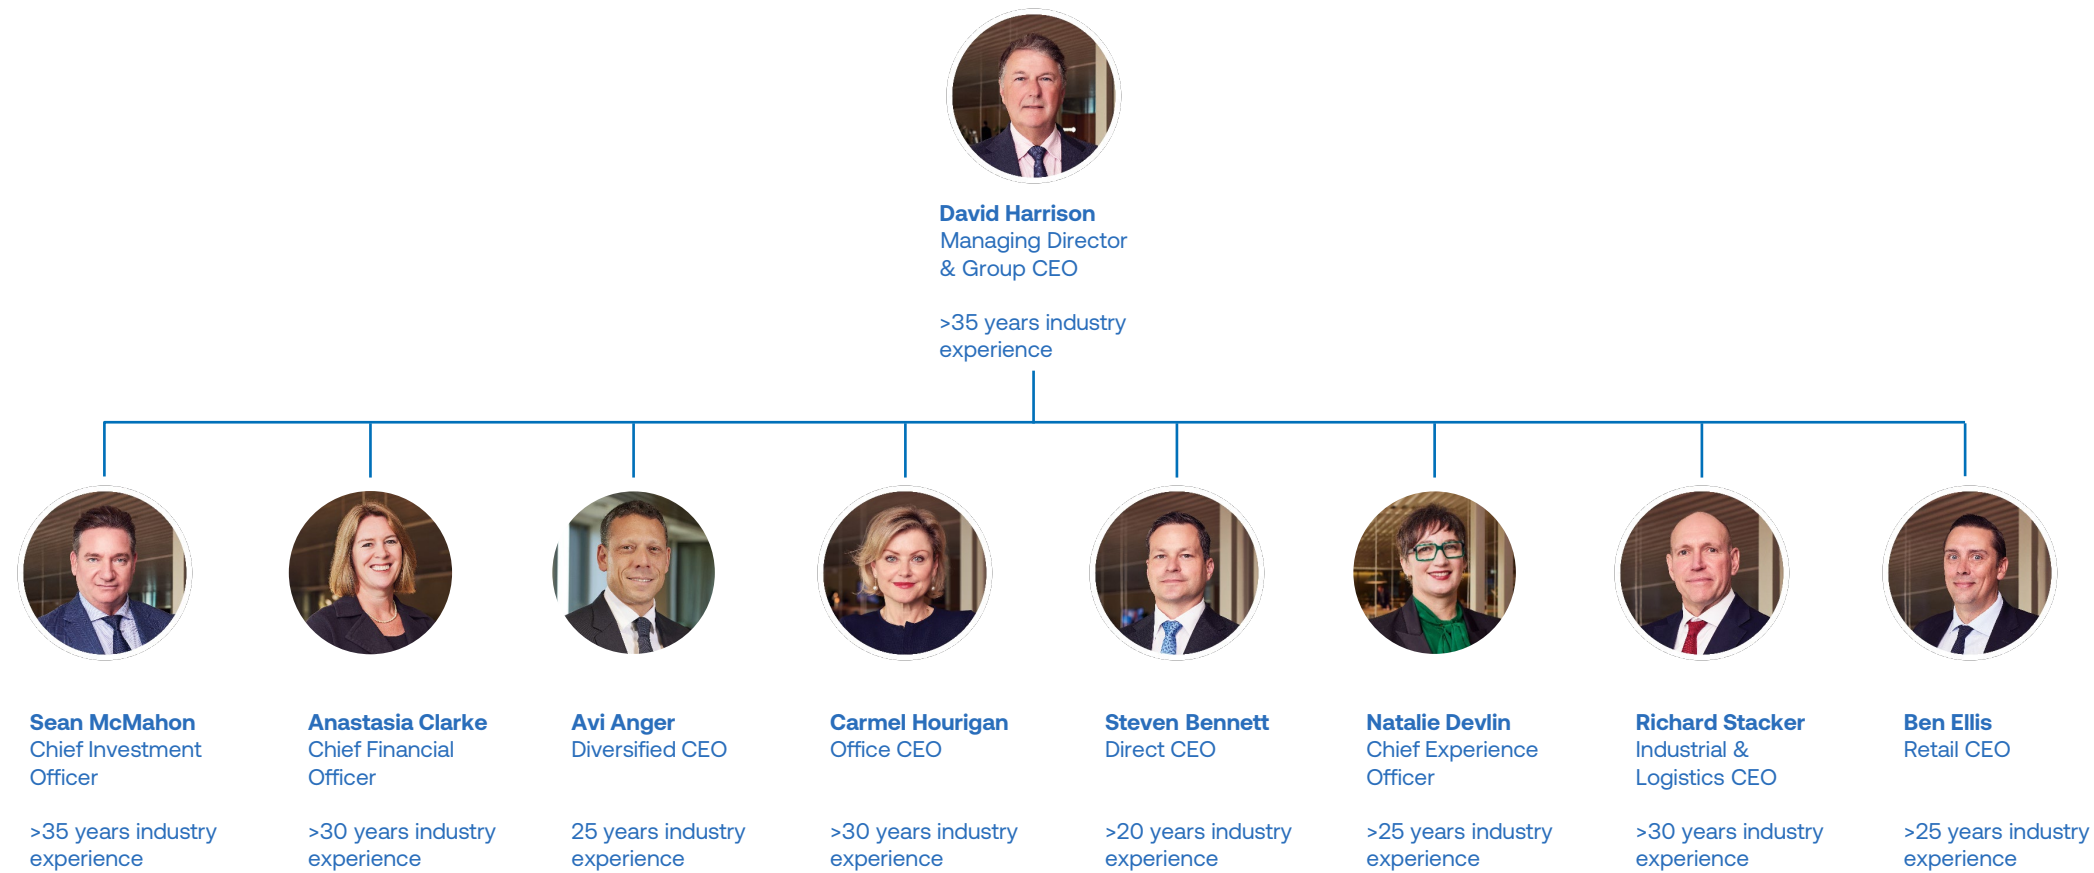 David Harrison
Managing Director
& Group CEO
>35 years industry
experience
Sean McMahon
Chief Investment
Officer
>35 years industry
experience
Anastasia Clarke
Chief Financial
Officer
>30 years industry
experience
Avi Anger
Diversified CEO
25 years industry
experience
Carmel Hourigan
Office CEO
>30 years industry
experience
Steven Bennett
Direct CEO
>20 years industry
experience
Natalie Devlin
Chief Experience
Officer
>25 years industry
experience
Richard Stacker
Industrial &
Logistics CEO
>30 years industry
experience
Ben Ellis
Retail CEO
>25 years industry
experience